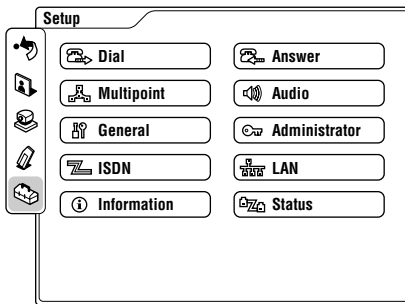 Setup
Dial
Answer
Multipoint
Audio
General
Administrator
ISDN
LAN
Information
Status